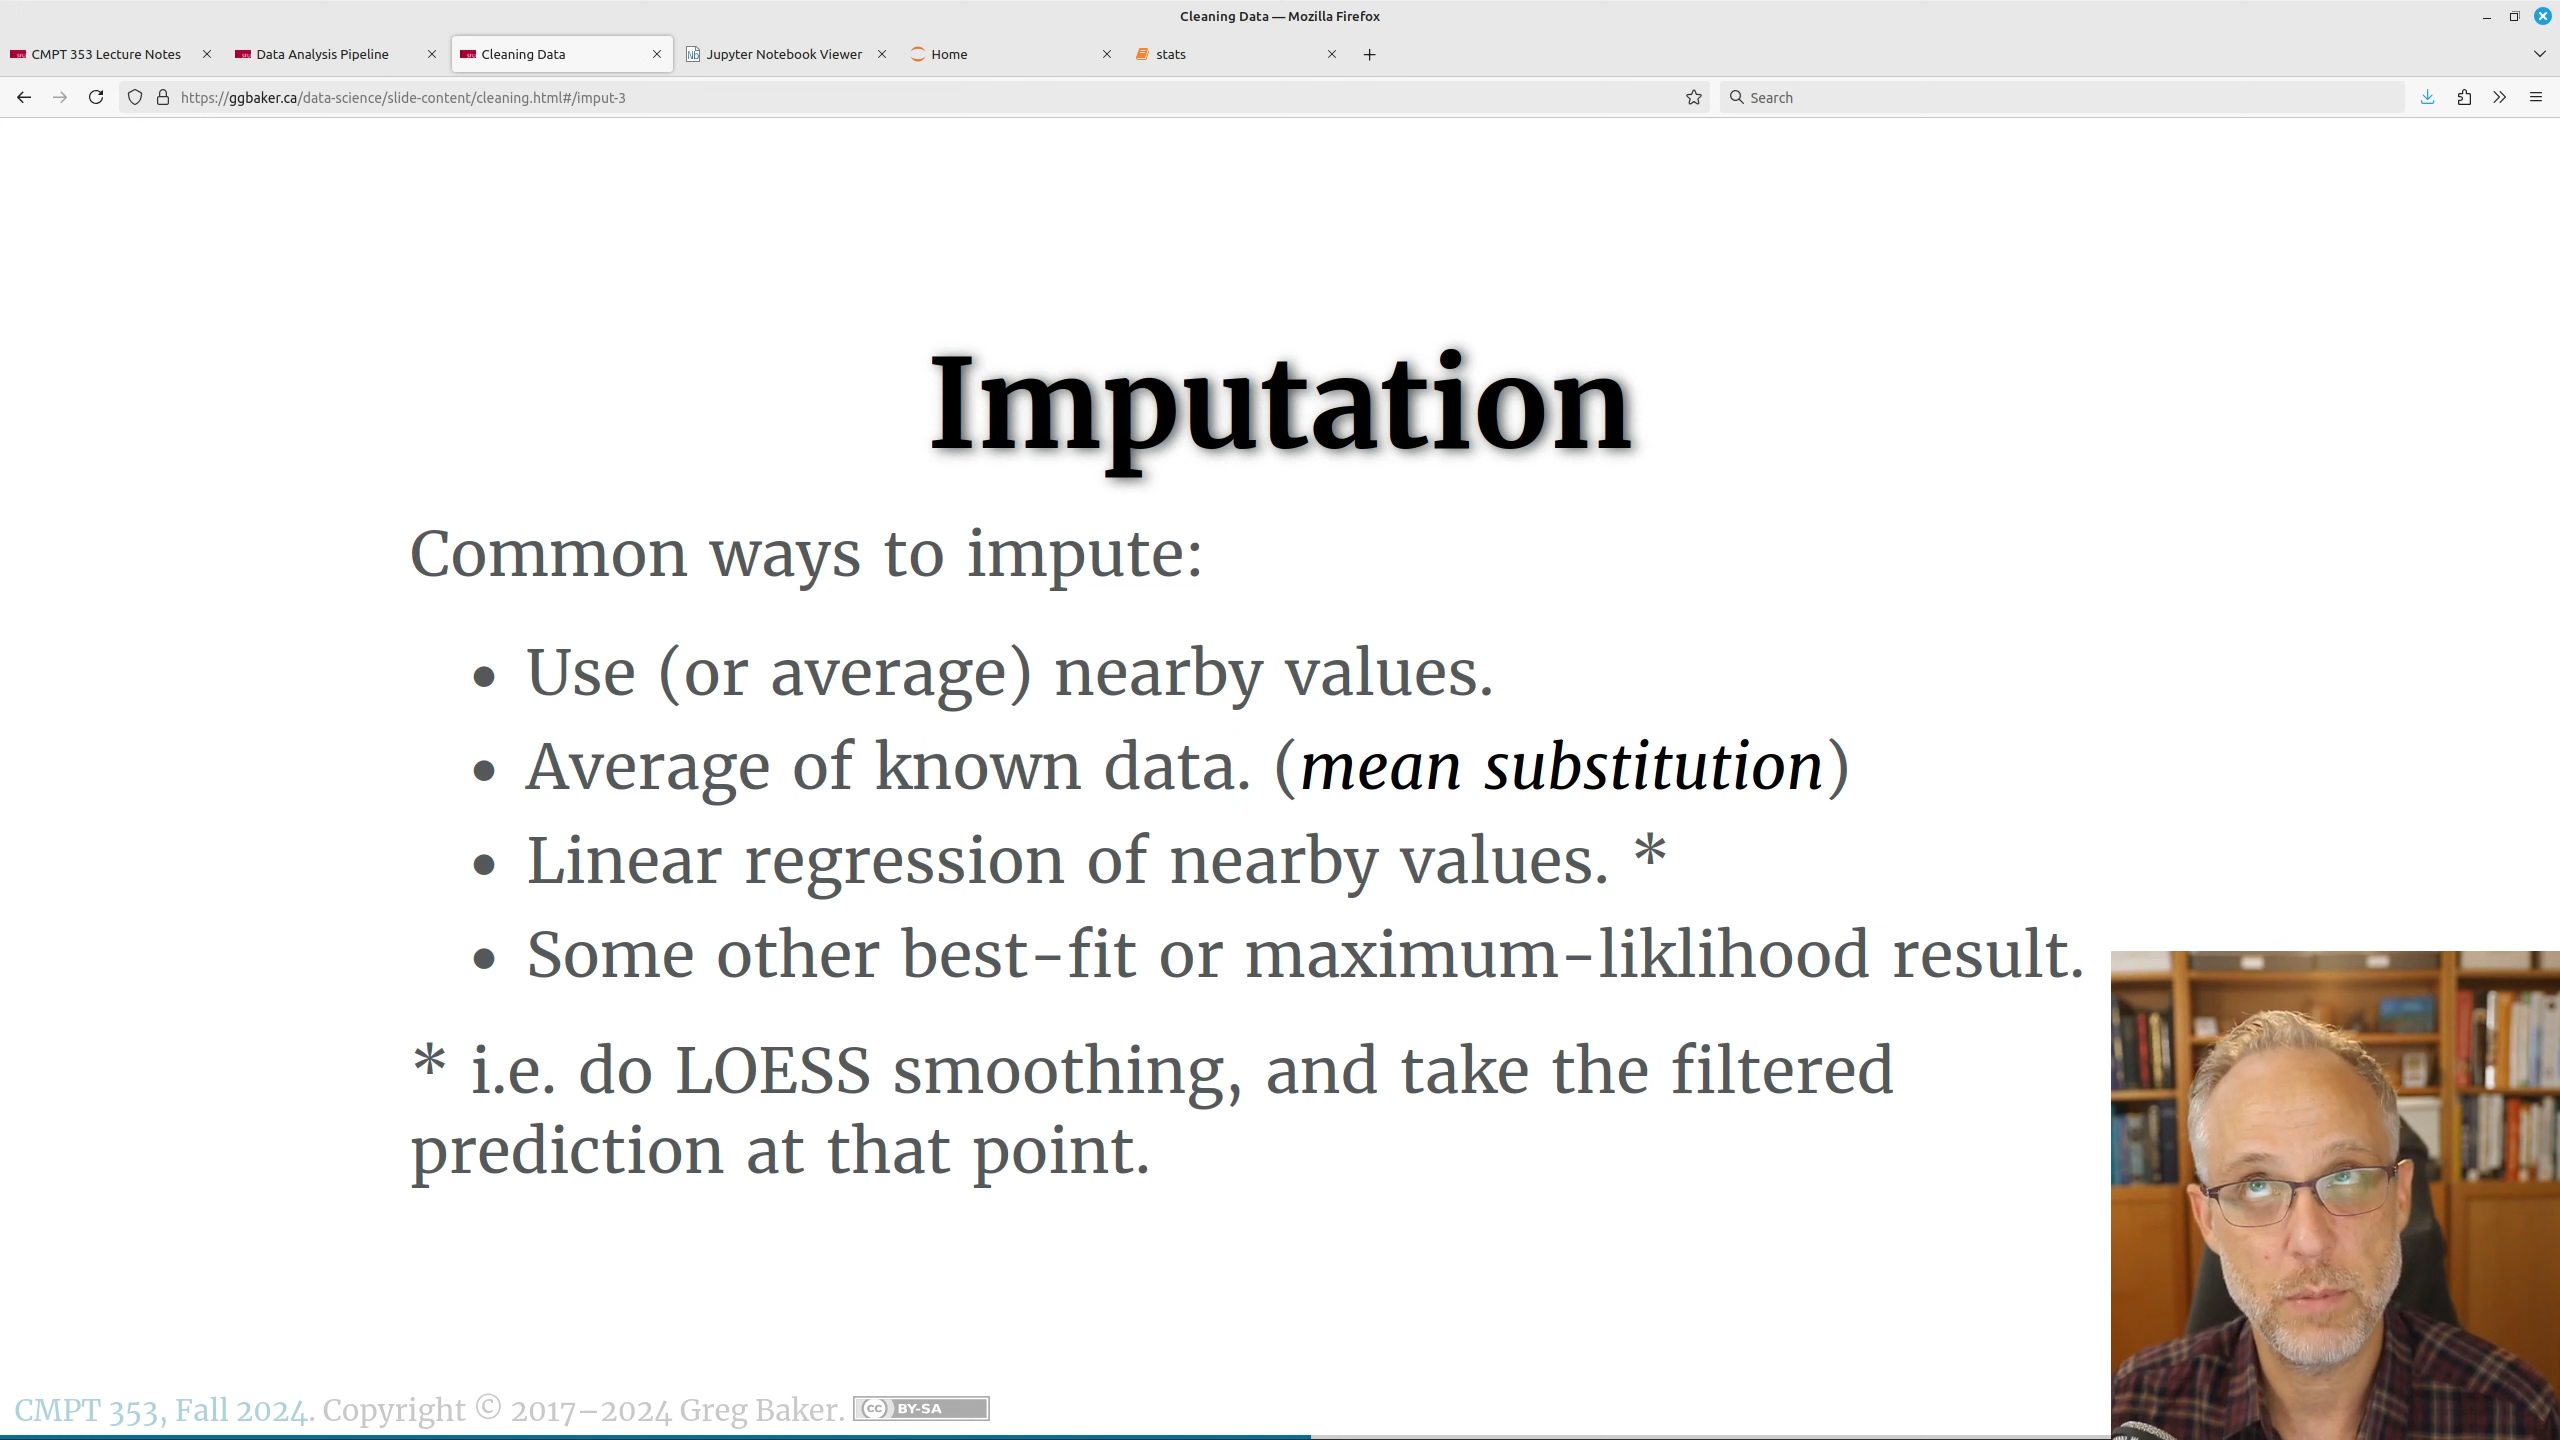 Cleaning Data — Mozilla Firefox
CMPT 353 Lecture Notes
Data Analysis Pipeline
Cleaning Data
Jupyter Notebook Viewer
Home
stats
https://ggbaker.ca/data-science/slide-content/cleaning.html#/imput-3
Search
Imputation
Common ways to impute:
• Use (or average) nearby values.
• Average of known data. (mean substitution)
• Linear regression of nearby values. *
• Some other best-fit or maximum-liklihood result.
* i.e. do LOESS smoothing, and take the filtered
prediction at that point.
CMPT 353, Fall 2024. Copyright © 2017–2024 Greg Baker. cc BY-SA